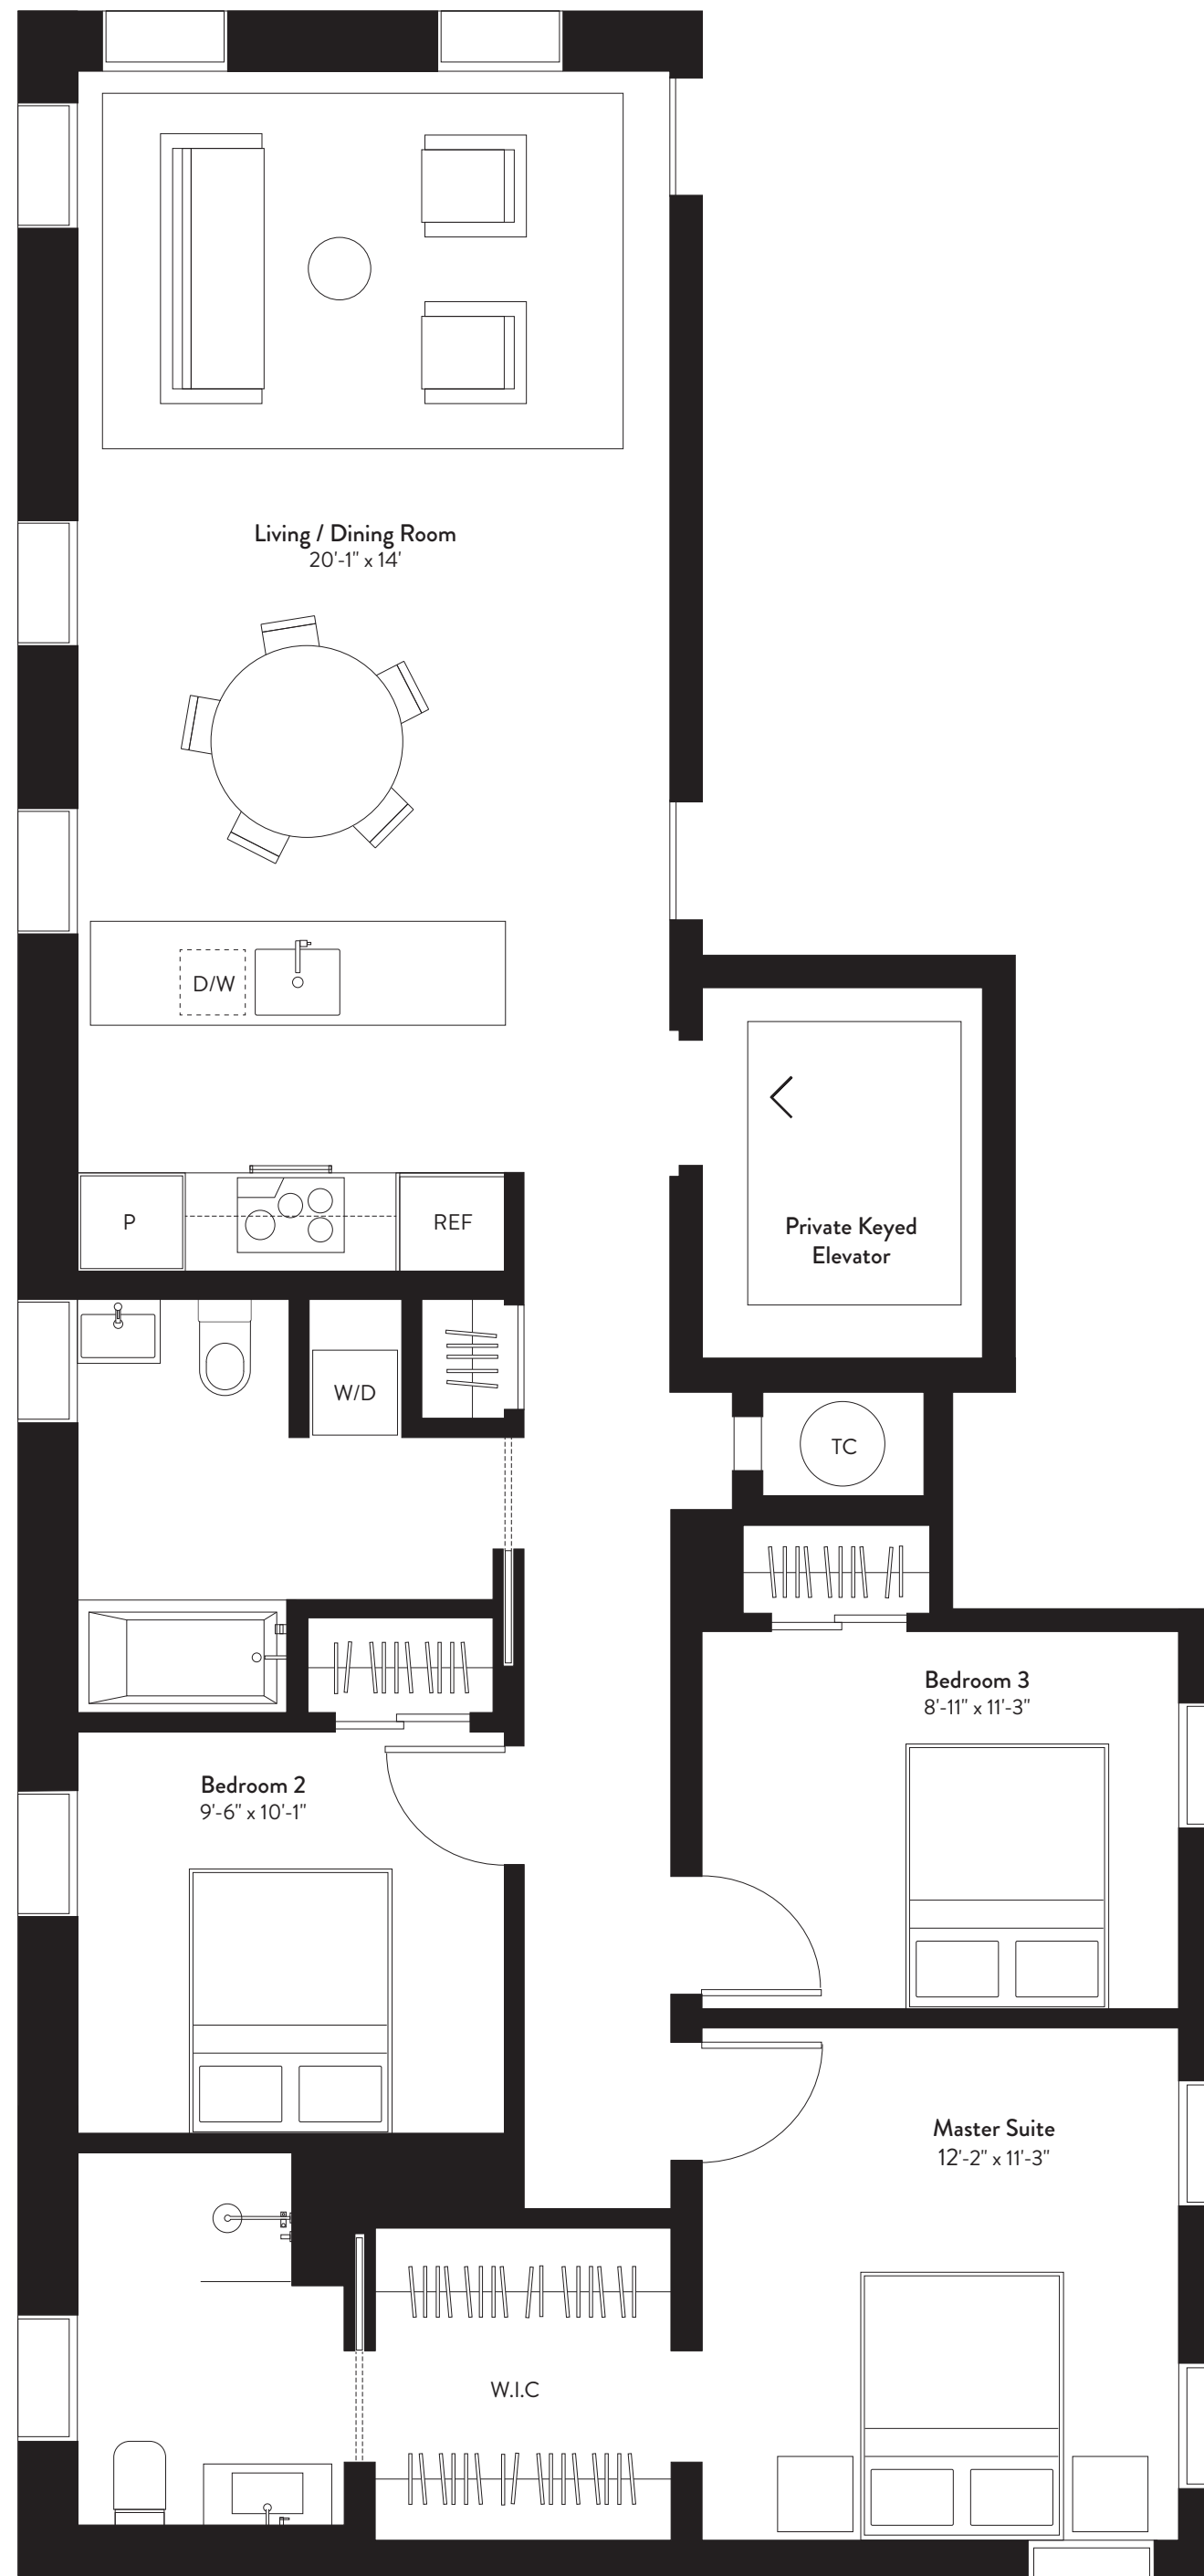 Living / Dining Room
20'-1" x 14'
D/W
P
REF
Private Keyed
Elevator
W/D
TC
Bedroom 3
8'-11" x 11'-3"
Bedroom 2
9'-6" x 10'-1"
Master Suite
12'-2" x 11'-3"
W.I.C